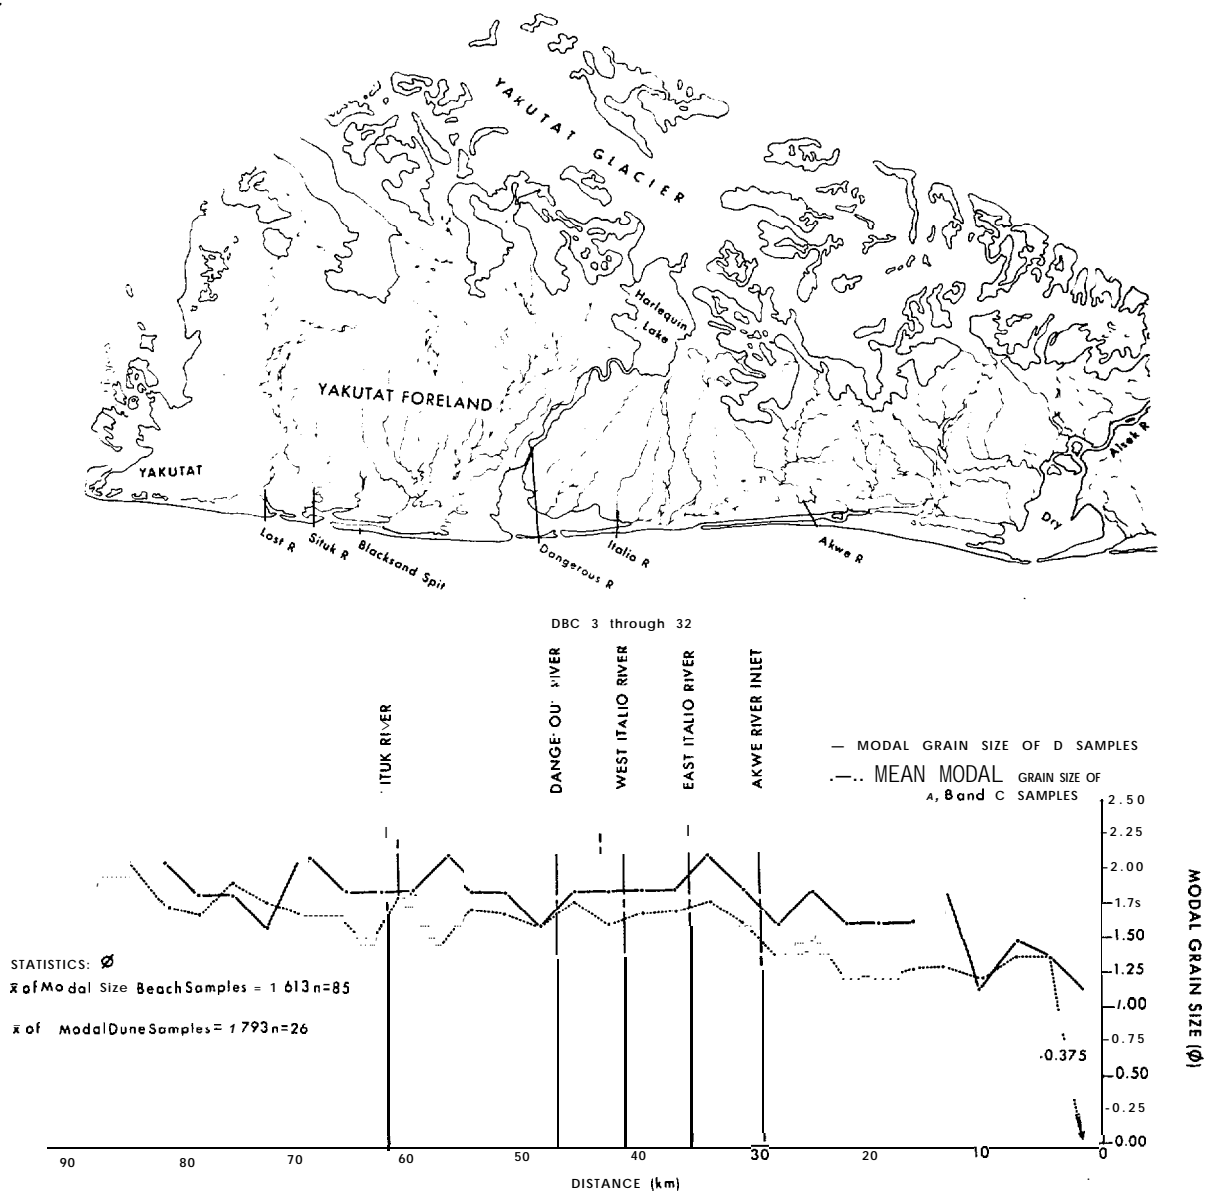 YAKUTAT GLACIER
Harlequin
Lake
YAKUTAT FORELAND
YAKUTAT
Alsek R
Dry
Lost R
Situk R
Blacksand Spit
Dangerous R
Italio R
Akwe R
DBC 3 through 32
ITUK RIVER
DANGE OU RIVER
WEST ITALIO RIVER
EAST ITALIO RIVER
AKWE RIVER INLET
— MODAL GRAIN SIZE OF D SAMPLES
.—.. MEAN MODAL GRAIN SIZE OF
A, B and C SAMPLES
2.50
2.25
2.00
1.7s
1.50
1.25
1.00
0.75
0.50
0.25
0.00
MODAL GRAIN SIZE (Ø)
-0.375
STATISTICS: Ø
x̄ of Modal Size Beach Samples = 1 613 n=85
x̄ of Modal Dune Samples = 1 793 n=26
90 80 70 60 50 40 30 20 10 0
DISTANCE (km)